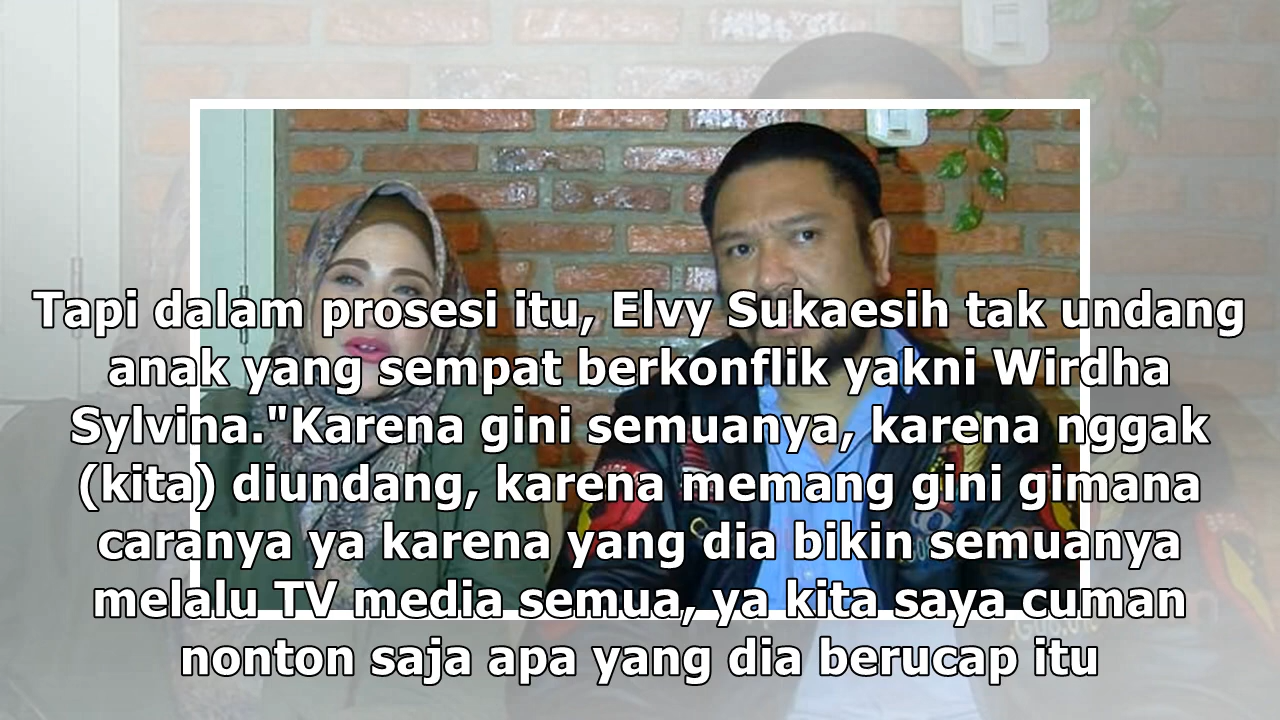 Tapi dalam prosesi itu, Elvy Sukaesih tak undang
anak yang sempat berkonflik yakni Wirdha
Sylvina."Karena gini semuanya, karena nggak
(kita) diundang, karena memang gini gimana
caranya ya karena yang dia bikin semuanya
melalu TV media semua, ya kita saya cuman
nonton saja apa yang dia berucap itu